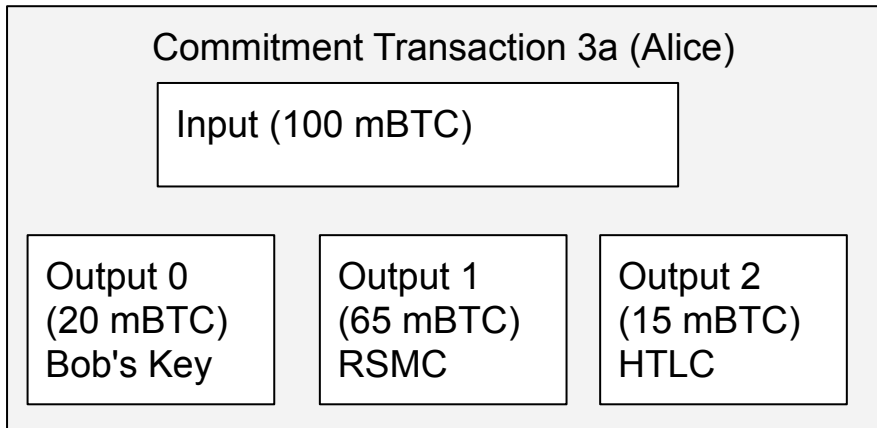 Commitment Transaction 3a (Alice)
Input (100 mBTC)
Output 0
(20 mBTC)
Bob's Key
Output 1
(65 mBTC)
RSMC
Output 2
(15 mBTC)
HTLC